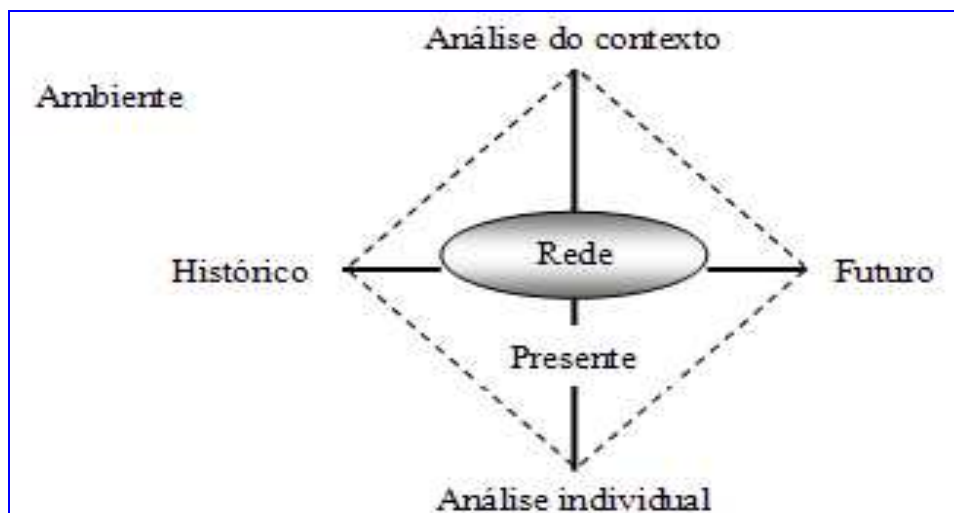 Análise do contexto
Ambiente
Rede
Histórico
Futuro
Presente
Análise individual